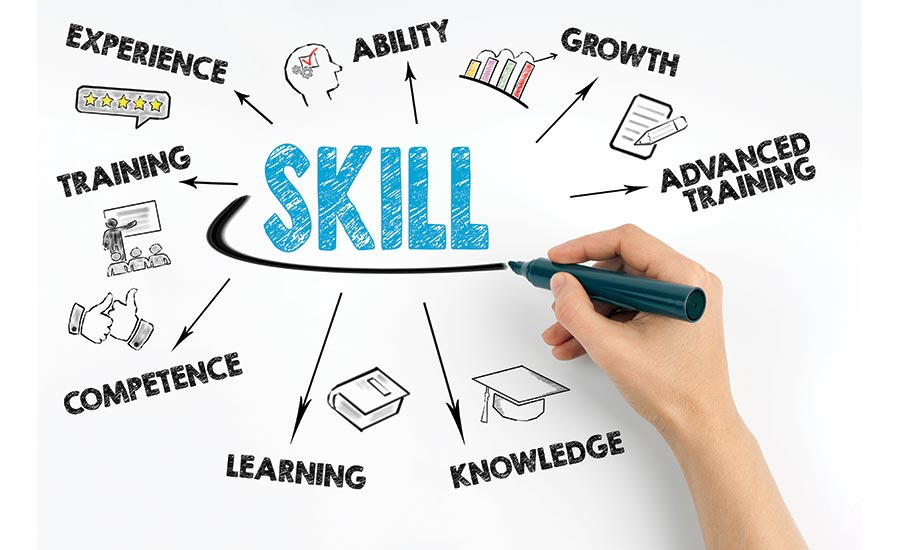 EXPERIENCE
ABILITY
GROWTH
TRAINING
SKILL
ADVANCED
TRAINING
COMPETENCE
LEARNING
KNOWLEDGE